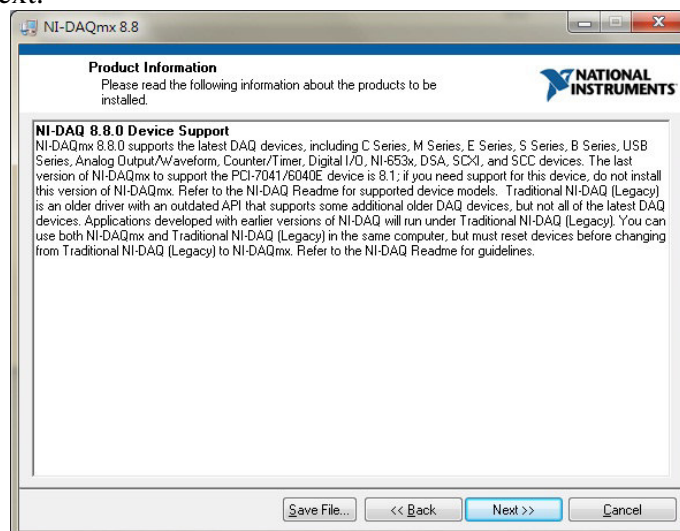 ext.
NI-DAQmx 8.8
Product Information
Please read the following information about the products to be
installed.
NATIONAL
INSTRUMENTS
NI-DAQ 8.8.0 Device Support
NI-DAQmx 8.8.0 supports the latest DAQ devices, including C Series, M Series, E Series, S Series, B Series, USB
Series, Analog Output/Waveform, Counter/Timer, Digital I/O, NI-653x, DSA, SCXI, and SCC devices. The last
version of NI-DAQmx to support the PCI-7041/6040E device is 8.1; if you need support for this device, do not install
this version of NI-DAQmx. Refer to the NI-DAQ Readme for supported device models.  Traditional NI-DAQ (Legacy)
is an older driver with an outdated API that supports some additional older DAQ devices, but not all of the latest DAQ
devices. Applications developed with earlier versions of NI-DAQ will run under Traditional NI-DAQ (Legacy). You can
use both NI-DAQmx and Traditional NI-DAQ (Legacy) in the same computer, but must reset devices before changing
from Traditional NI-DAQ (Legacy) to NI-DAQmx. Refer to the NI-DAQ Readme for guidelines.
Save File... << Back Next >> Cancel